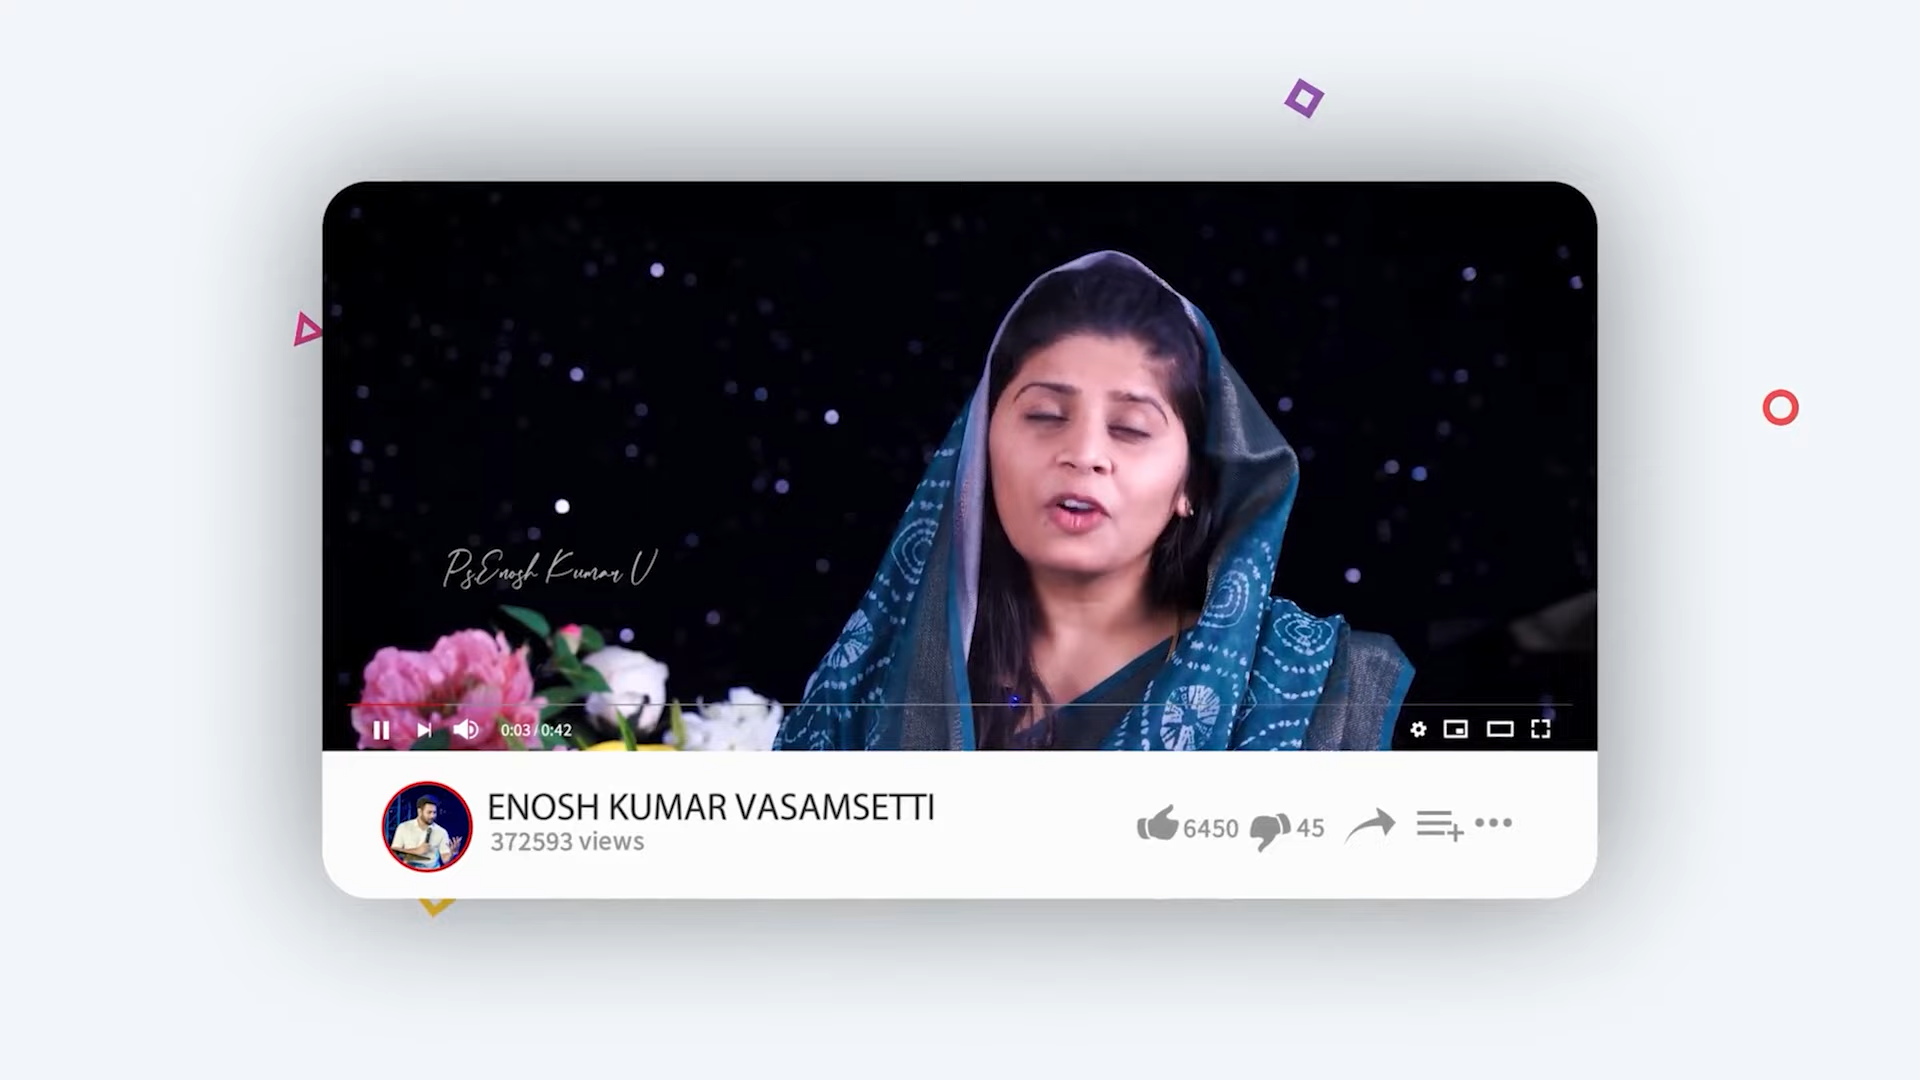 Ps.Enosh Kumar V
0:03 / 0:42
ENOSH KUMAR VASAMSETTI
372593 views
6450
45